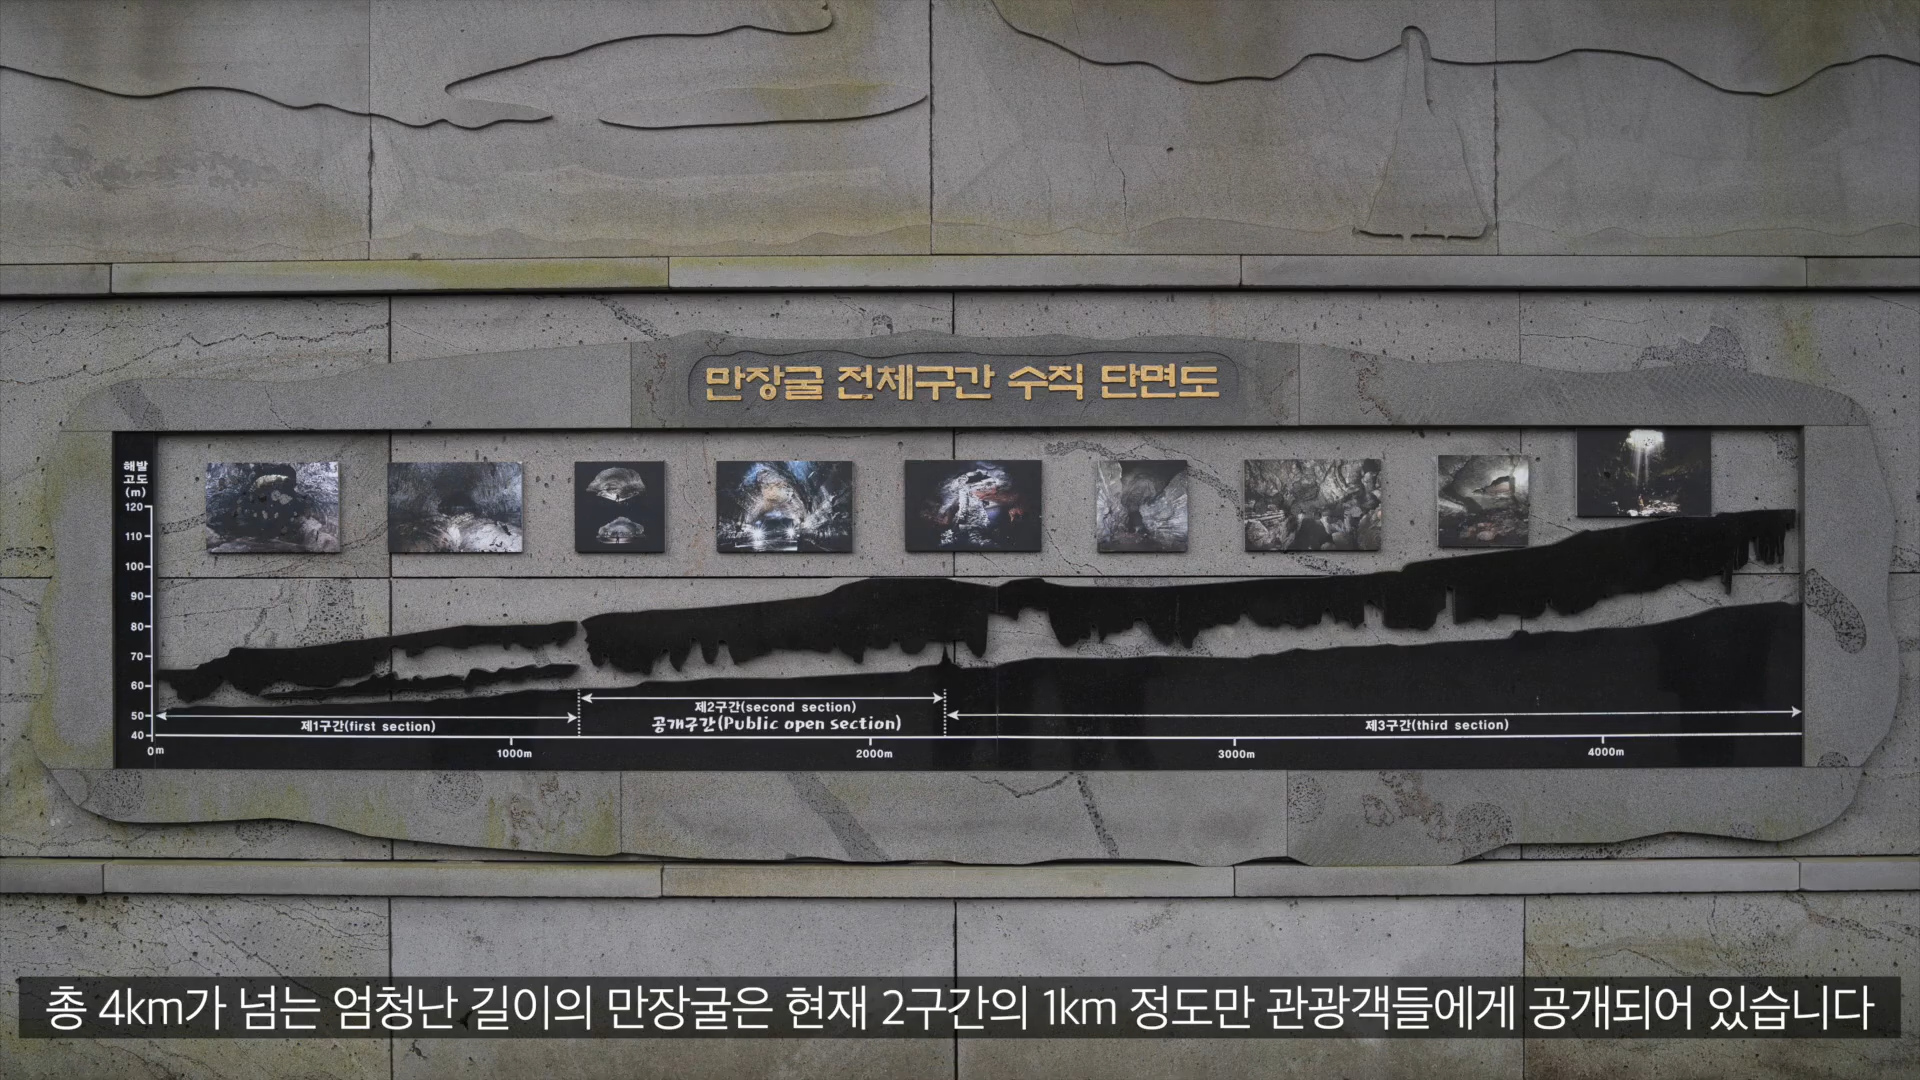 만장굴 전체구간 수직 단면도
해발
고도
(m)
120
110
100
90
80
70
60
50
40
제1구간(first section)
제2구간(second section)
공개구간(Public open section)
제3구간(third section)
0m
1000m
2000m
3000m
4000m
총 4km가 넘는 엄청난 길이의 만장굴은 현재 2구간의 1km 정도만 관광객들에게 공개되어 있습니다